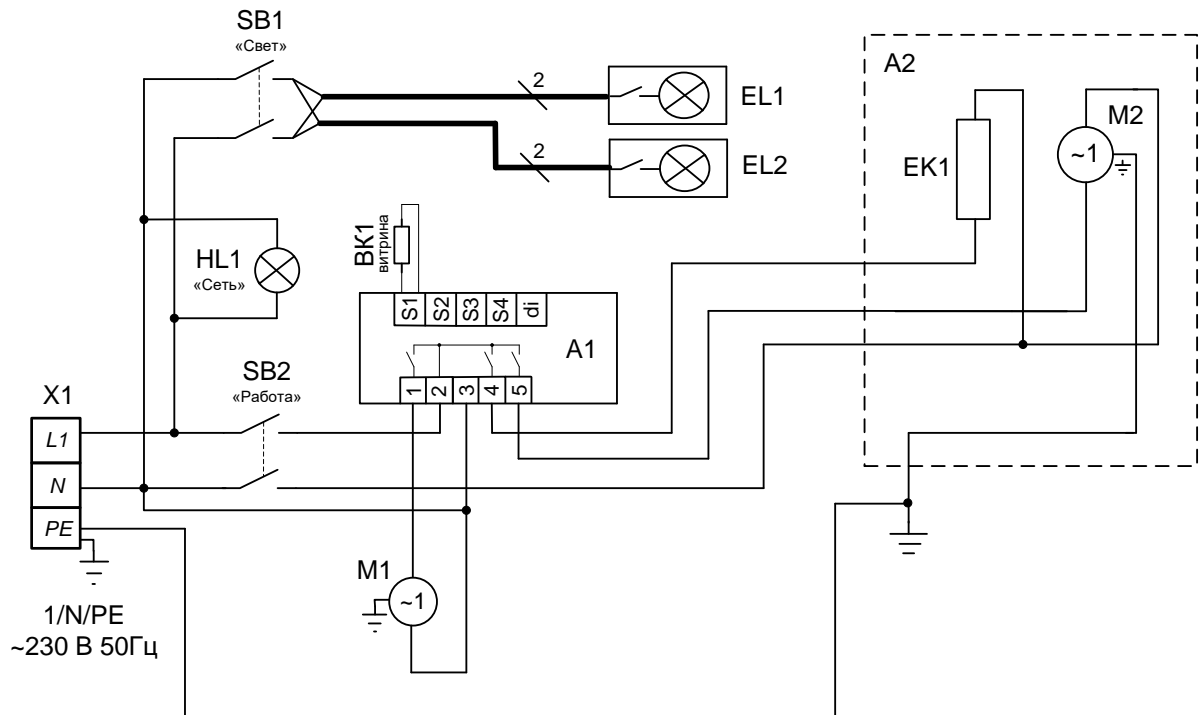 SB1
«Свет»
2
EL1
2
EL2
A2
M2
~1
EK1
HL1
«Сеть»
BK1
витрина
S1 S2 S3 S4 di
A1
1 2 3 4 5
SB2
«Работа»
X1
L1
N
PE
1/N/PE
~230 В 50Гц
M1
~1